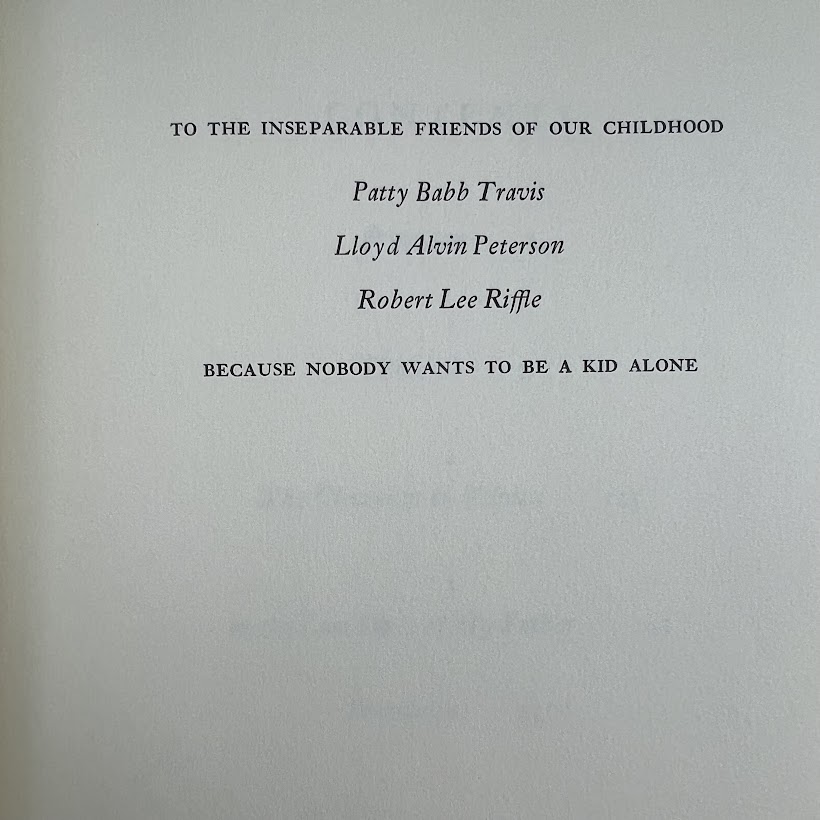 TO THE INSEPARABLE FRIENDS OF OUR CHILDHOOD
Patty Babb Travis
Lloyd Alvin Peterson
Robert Lee Riffle
BECAUSE NOBODY WANTS TO BE A KID ALONE